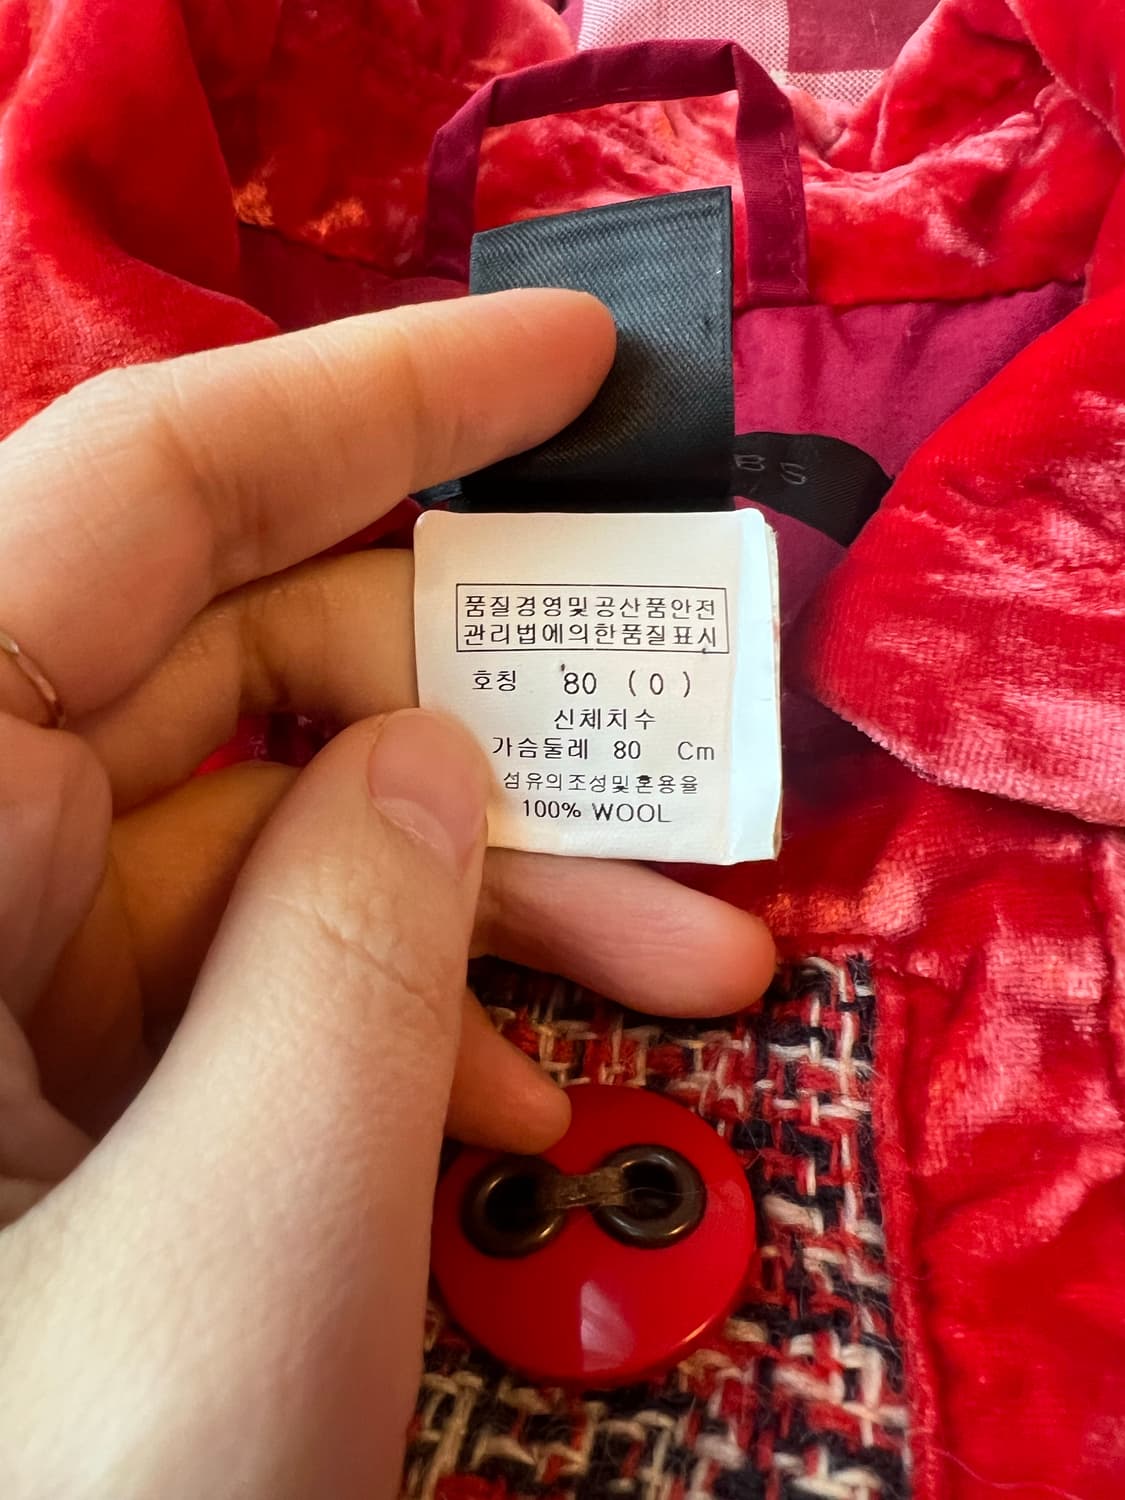 BS
품질경영및공산품안전
관리법에의한품질표시
호칭 80 (0)
신체치수
가슴둘레 80 Cm
섬유의조성및혼용율
100% WOOL